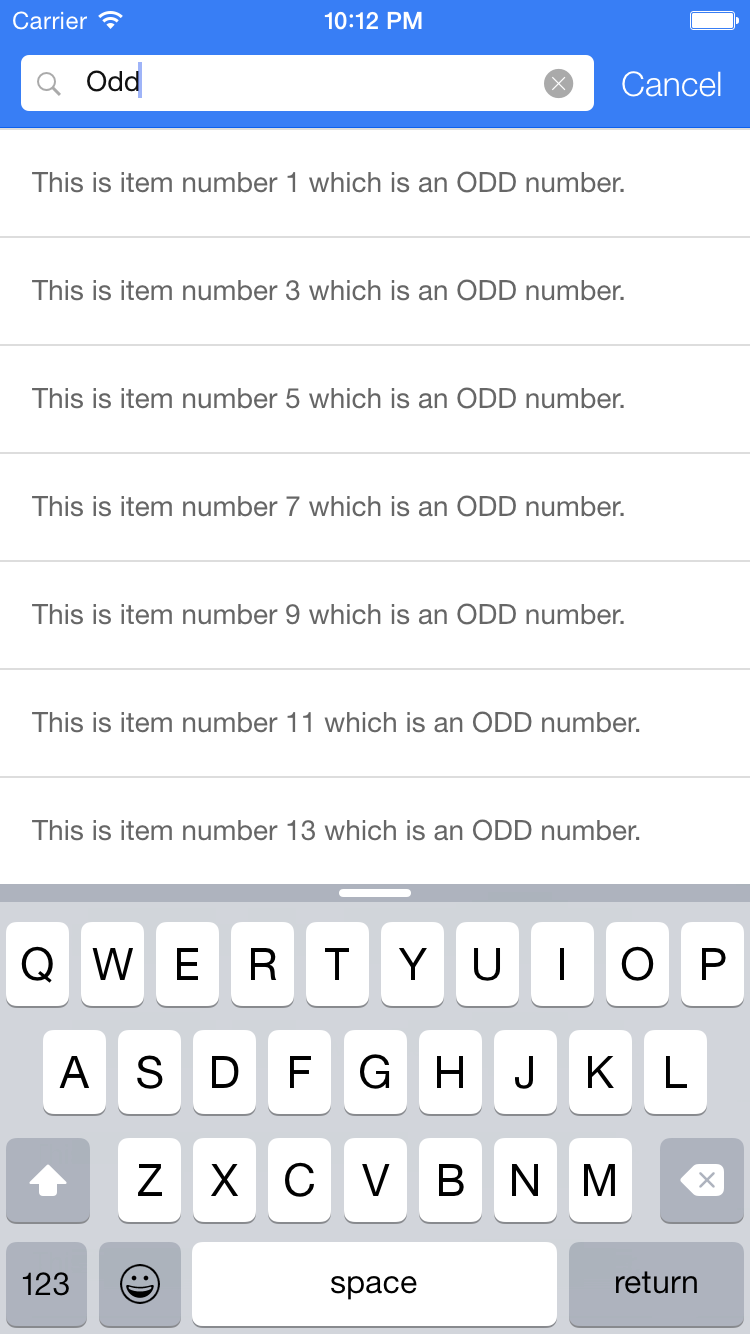 Carrier 10:12 PM
Odd Cancel
This is item number 1 which is an ODD number.
This is item number 3 which is an ODD number.
This is item number 5 which is an ODD number.
This is item number 7 which is an ODD number.
This is item number 9 which is an ODD number.
This is item number 11 which is an ODD number.
This is item number 13 which is an ODD number.
Q W E R T Y U I O P
A S D F G H J K L
Z X C V B N M
123 space return